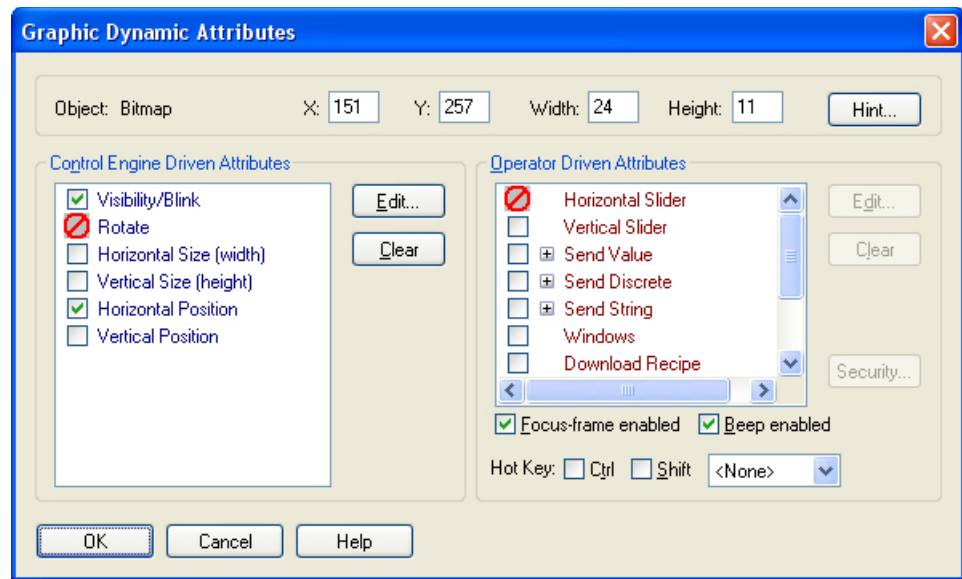 Graphic Dynamic Attributes
Object: Bitmap X: 151 Y: 257 Width: 24 Height: 11 Hint...
Control Engine Driven Attributes
Visibility/Blink
Rotate
Horizontal Size (width)
Vertical Size (height)
Horizontal Position
Vertical Position
Edit...
Clear
Operator Driven Attributes
Horizontal Slider
Vertical Slider
Send Value
Send Discrete
Send String
Windows
Download Recipe
Edit...
Clear
Security...
Focus-frame enabled Beep enabled
Hot Key: Ctrl Shift <None>
OK Cancel Help